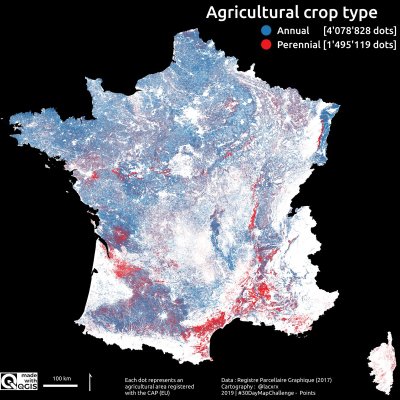 Agricultural crop type
Annual [4'078'828 dots]
Perennial [1'495'119 dots]
made
with
QGIS
100 km
Each dot represents an
agricultural area registered
with the CAP (EU)
Data : Registre Parcellaire Graphique (2017)
Cartography : @lacxrx
2019 | #30DayMapChallenge - Points